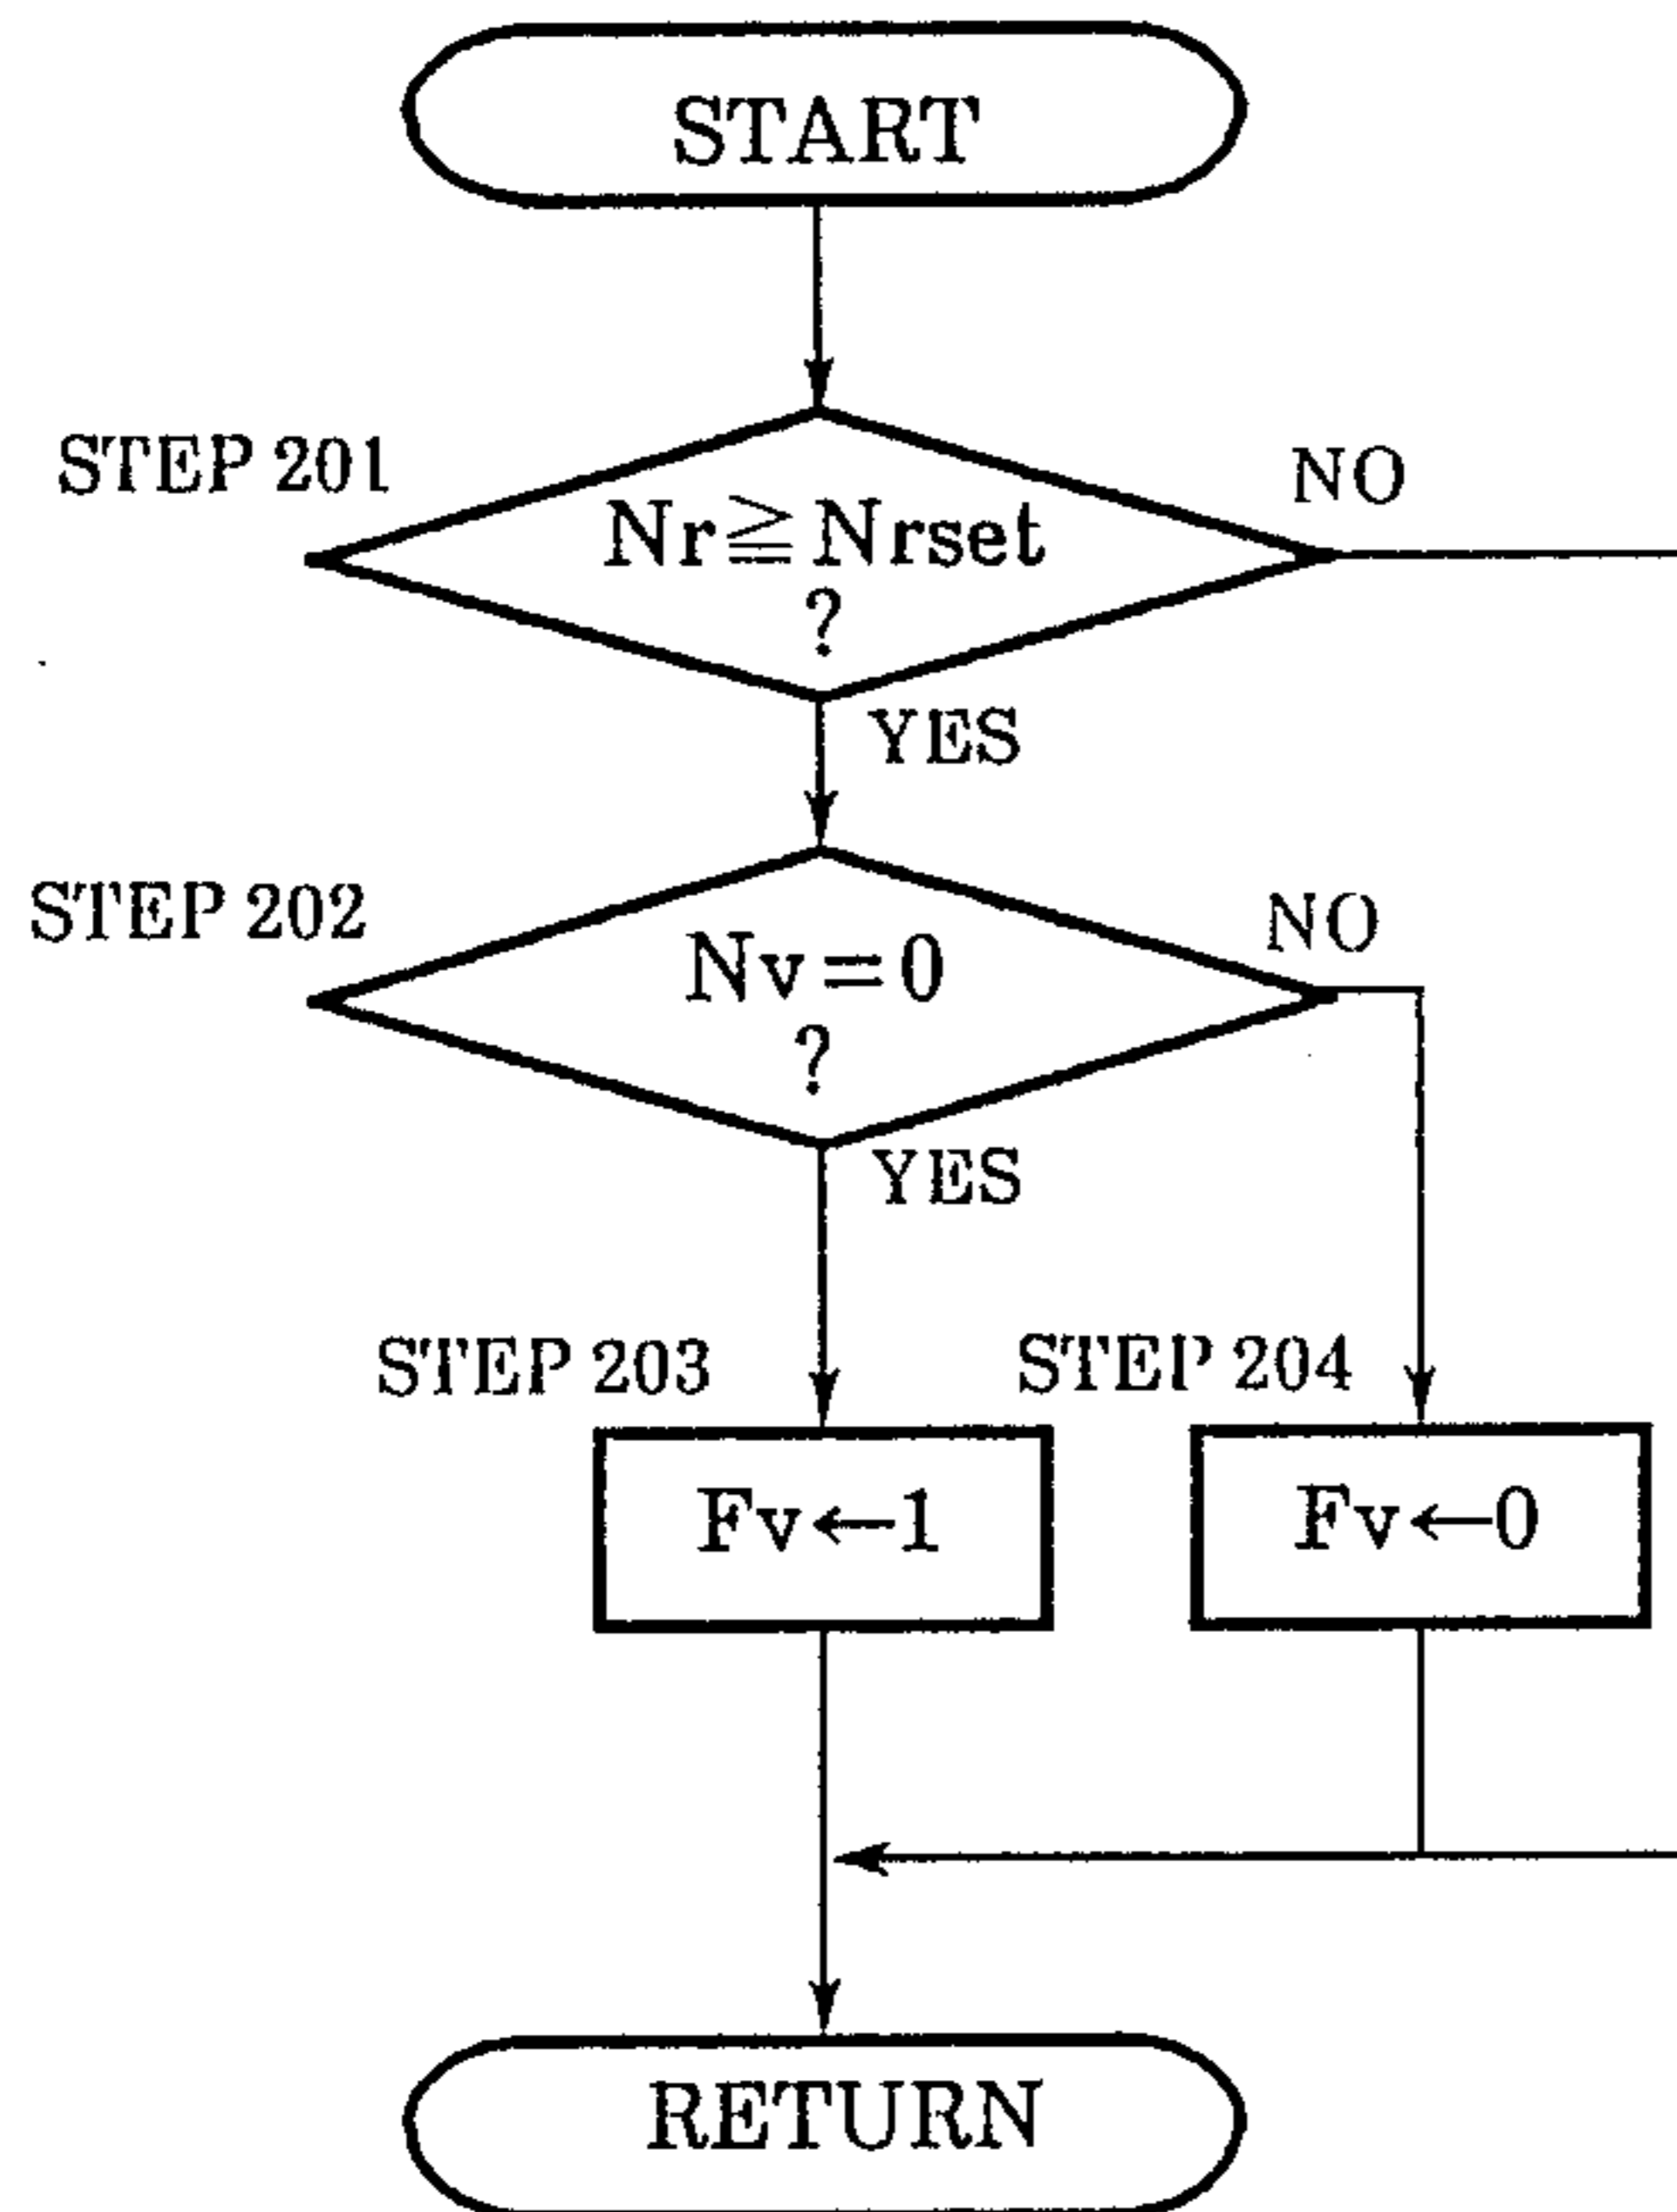 START
STEP 201
NO
Nr≧Nrset
?
YES
STEP 202
NO
Nv=0
?
YES
STEP 203
STEP 204
Fv←1
Fv←0
RETURN